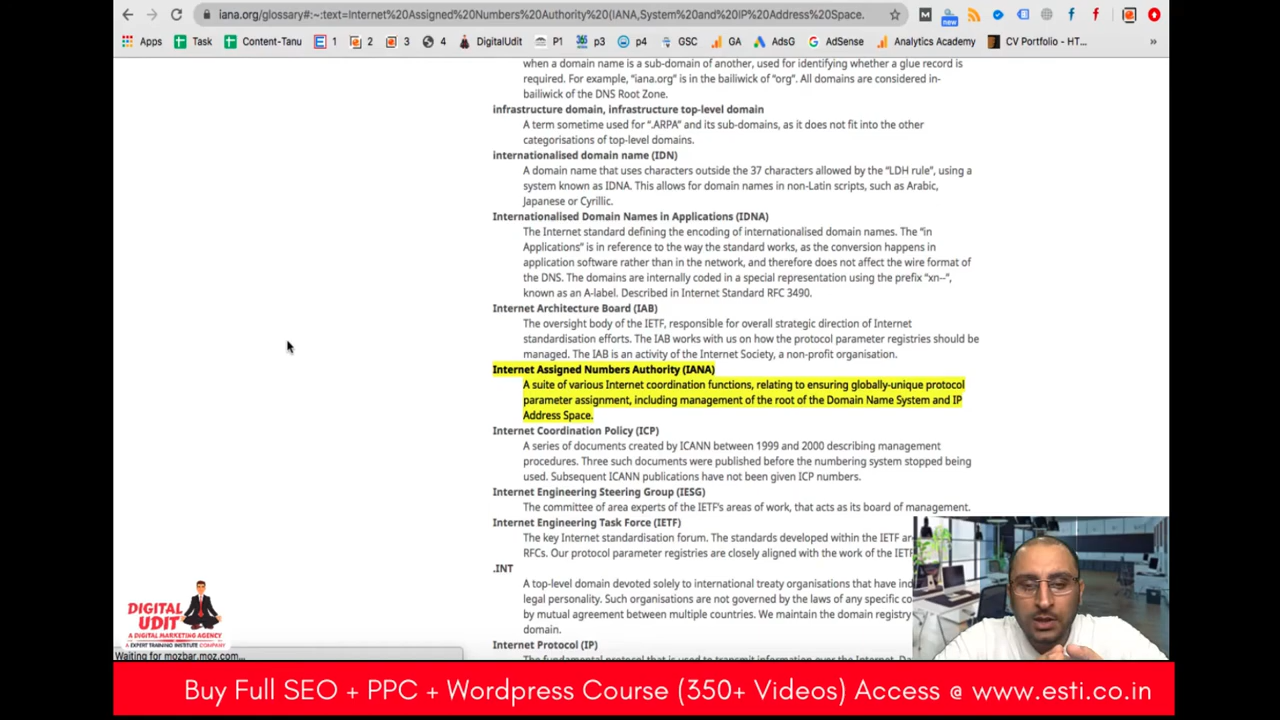 iana.org/glossary#:~:text=Internet%20Assigned%20Numbers%20Authority%20(IANA,System%20and%20IP%20Address%20Space.
new
Apps Task Content-Tanu 1 2 3 4 DigitalUdit P1 p3 p4 GSC GA AdsG AdSense Analytics Academy CV Portfolio - HT... »
when a domain name is a sub-domain of another, used for identifying whether a glue record is
required. For example, “iana.org” is in the bailiwick of “org”. All domains are considered in-
bailiwick of the DNS Root Zone.
infrastructure domain, infrastructure top-level domain
A term sometime used for “.ARPA” and its sub-domains, as it does not fit into the other
categorisations of top-level domains.
internationalised domain name (IDN)
A domain name that uses characters outside the 37 characters allowed by the “LDH rule”, using a
system known as IDNA. This allows for domain names in non-Latin scripts, such as Arabic,
Japanese or Cyrillic.
Internationalised Domain Names in Applications (IDNA)
The Internet standard defining the encoding of internationalised domain names. The “in
Applications” is in reference to the way the standard works, as the conversion happens in
application software rather than in the network, and therefore does not affect the wire format of
the DNS. The domains are internally coded in a special representation using the prefix “xn--”,
known as an A-label. Described in Internet Standard RFC 3490.
Internet Architecture Board (IAB)
The oversight body of the IETF, responsible for overall strategic direction of Internet
standardisation efforts. The IAB works with us on how the protocol parameter registries should be
managed. The IAB is an activity of the Internet Society, a non-profit organisation.
Internet Assigned Numbers Authority (IANA)
A suite of various Internet coordination functions, relating to ensuring globally-unique protocol
parameter assignment, including management of the root of the Domain Name System and IP
Address Space.
Internet Coordination Policy (ICP)
A series of documents created by ICANN between 1999 and 2000 describing management
procedures. Three such documents were published before the numbering system stopped being
used. Subsequent ICANN publications have not been given ICP numbers.
Internet Engineering Steering Group (IESG)
The committee of area experts of the IETF’s areas of work, that acts as its board of management.
Internet Engineering Task Force (IETF)
The key Internet standardisation forum. The standards developed within the IETF ar
RFCs. Our protocol parameter registries are closely aligned with the work of the IETF
.INT
A top-level domain devoted solely to international treaty organisations that have ind
legal personality. Such organisations are not governed by the laws of any specific co
by mutual agreement between multiple countries. We maintain the domain registry
domain.
Internet Protocol (IP)
The fundamental protocol that is used to transmit information over the Internet. Da
DIGITAL
UDIT
A DIGITAL MARKETING AGENCY
A EXPERT TRAINING INSTITUTE COMPANY
Waiting for mozbar.moz.com...
Buy Full SEO + PPC + Wordpress Course (350+ Videos) Access @ www.esti.co.in